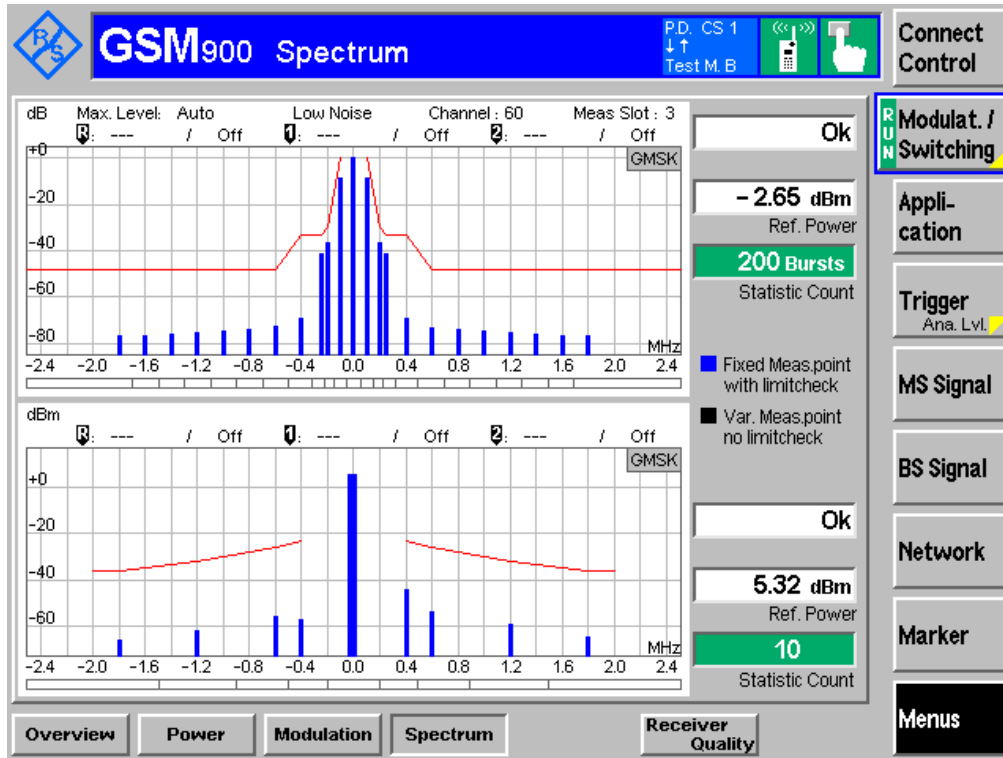 R&S
GSM900 Spectrum
P.D. CS 1
↓↑
Test M. B
Connect Control
dB Max. Level: Auto Low Noise Channel : 60 Meas Slot : 3
R: --- / Off 1: --- / Off 2: --- / Off
GMSK
+0
-20
-40
-60
-80
MHz
-2.4 -2.0 -1.6 -1.2 -0.8 -0.4 0.0 0.4 0.8 1.2 1.6 2.0 2.4
Ok
- 2.65 dBm
Ref. Power
200 Bursts
Statistic Count
Fixed Meas.point
with limitcheck
Var. Meas.point
no limitcheck
dBm
R: --- / Off 1: --- / Off 2: --- / Off
GMSK
+0
-20
-40
-60
MHz
-2.4 -2.0 -1.6 -1.2 -0.8 -0.4 0.0 0.4 0.8 1.2 1.6 2.0 2.4
Ok
5.32 dBm
Ref. Power
10
Statistic Count
RUN
Modulat. /
Switching
Appli-
cation
Trigger
Ana. Lvl.
MS Signal
BS Signal
Network
Marker
Menus
Overview Power Modulation Spectrum Receiver
Quality